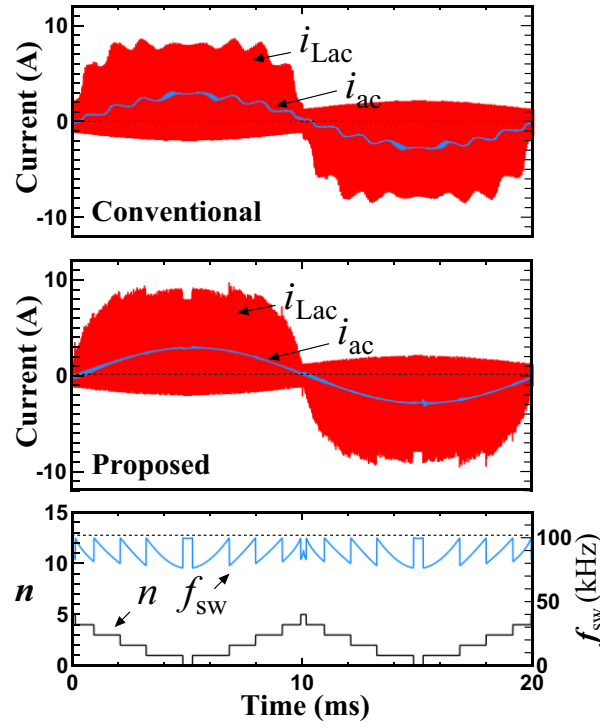 10
i_Lac
i_ac
0
Current (A)
-10
Conventional
10
i_Lac
i_ac
0
Current (A)
-10
Proposed
15
100
10
n
n f_sw
50
f_sw (kHz)
5
0
0
0 10 20
Time (ms)